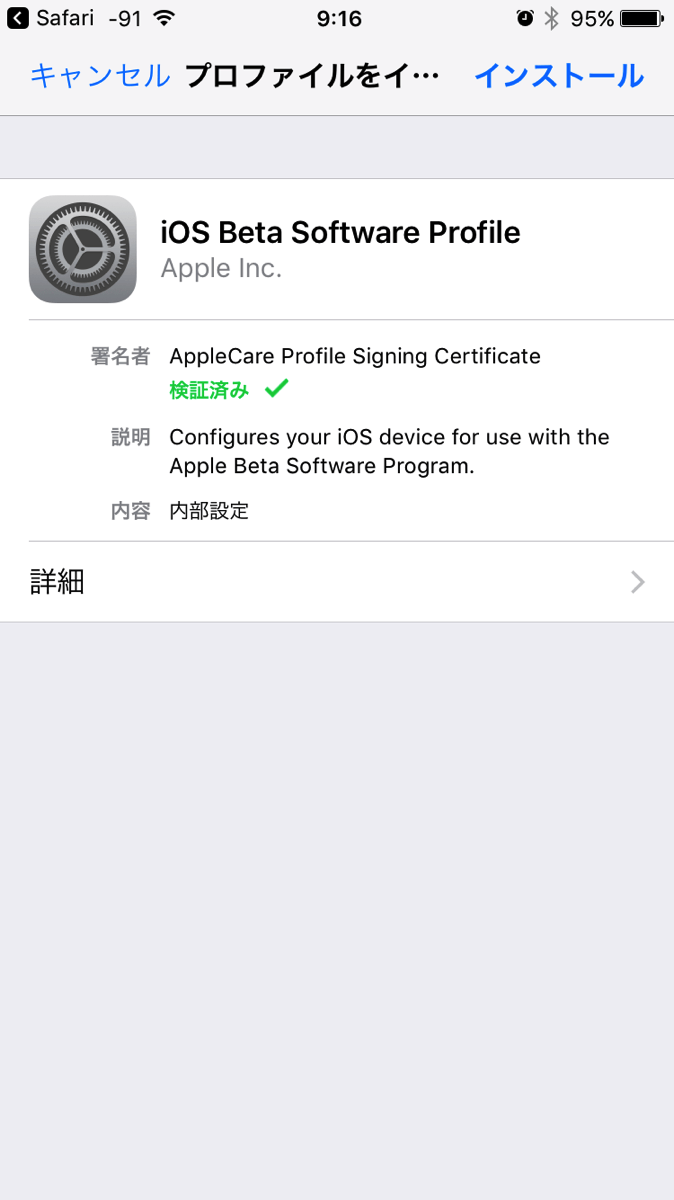 Safari -91 9:16 95%
キャンセル プロファイルをイ… インストール
iOS Beta Software Profile
Apple Inc.
署名者 AppleCare Profile Signing Certificate
検証済み ✓
説明 Configures your iOS device for use with the
Apple Beta Software Program.
内容 内部設定
詳細